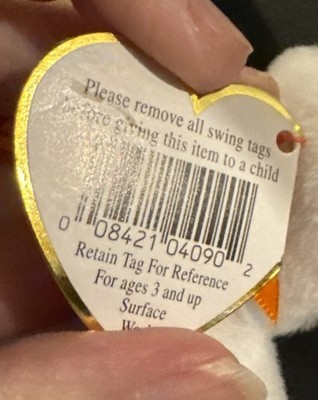 Please remove all swing tags
before giving this item to a child
0 08421 04090 2
Retain Tag For Reference
For ages 3 and up
Surface